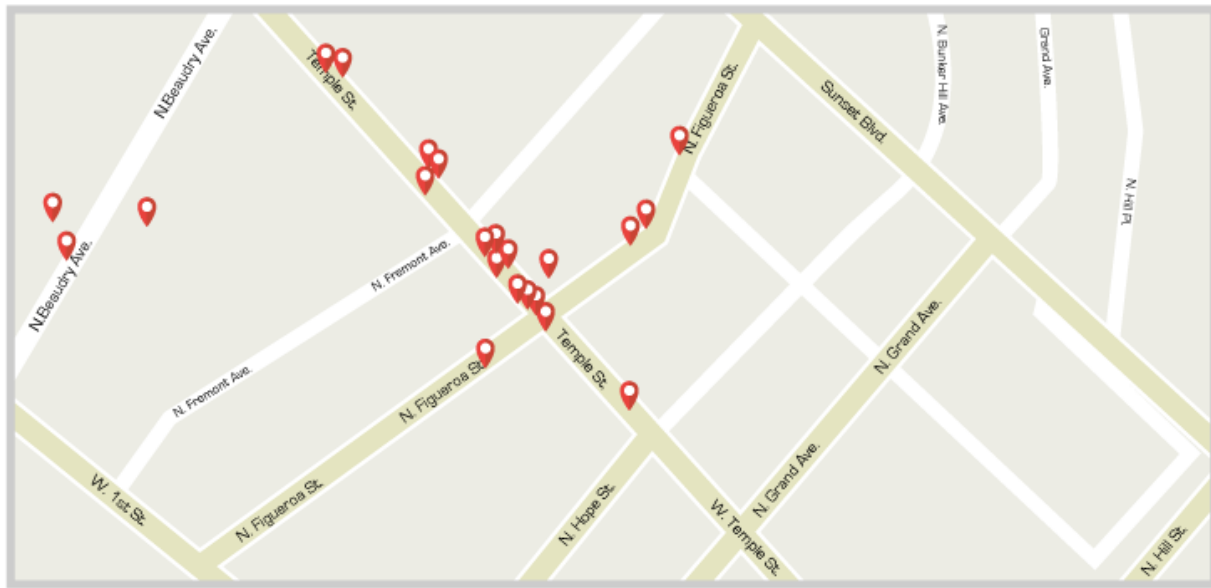 N.Beaudry Ave.
Temple St.
N. Figueroa St.
Sunset Blvd.
N. Bunker Hill Ave.
Grand Ave.
N. Hill Pl.
N.Beaudry Ave.
N. Fremont Ave.
N. Fremont Ave.
N. Figueroa St.
Temple St.
N. Grand Ave.
W. 1st St.
N. Figueroa St.
N. Hope St.
N. Grand Ave.
W. Temple St.
N. Hill St.